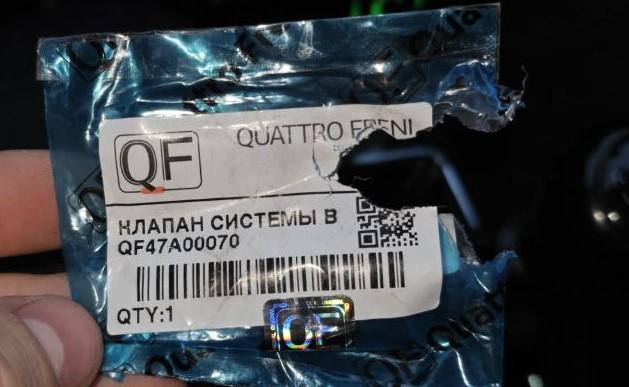 QF
QUATTRO FRENI
КЛАПАН СИСТЕМЫ В
QF47A00070
QTY:1
QF